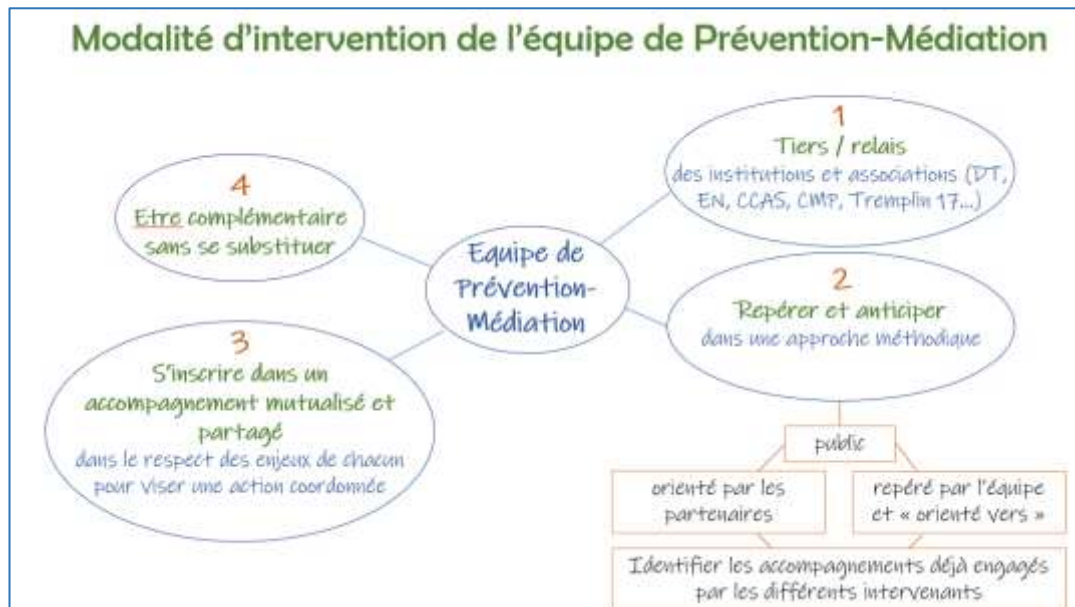 Modalité d'intervention de l'équipe de Prévention-Médiation
1
Tiers / relais
des institutions et associations (DT,
EN, CCAS, CMP, Tremplin 17...)
4
Etre complémentaire
sans se substituer
Equipe de
Prévention-
Médiation
2
Repérer et anticiper
dans une approche méthodique
3
S'inscrire dans un
accompagnement mutualisé et
partagé
dans le respect des enjeux de chacun
pour viser une action coordonnée
public
orienté par les
partenaires
repéré par l'équipe
et « orienté vers »
Identifier les accompagnements déjà engagés
par les différents intervenants